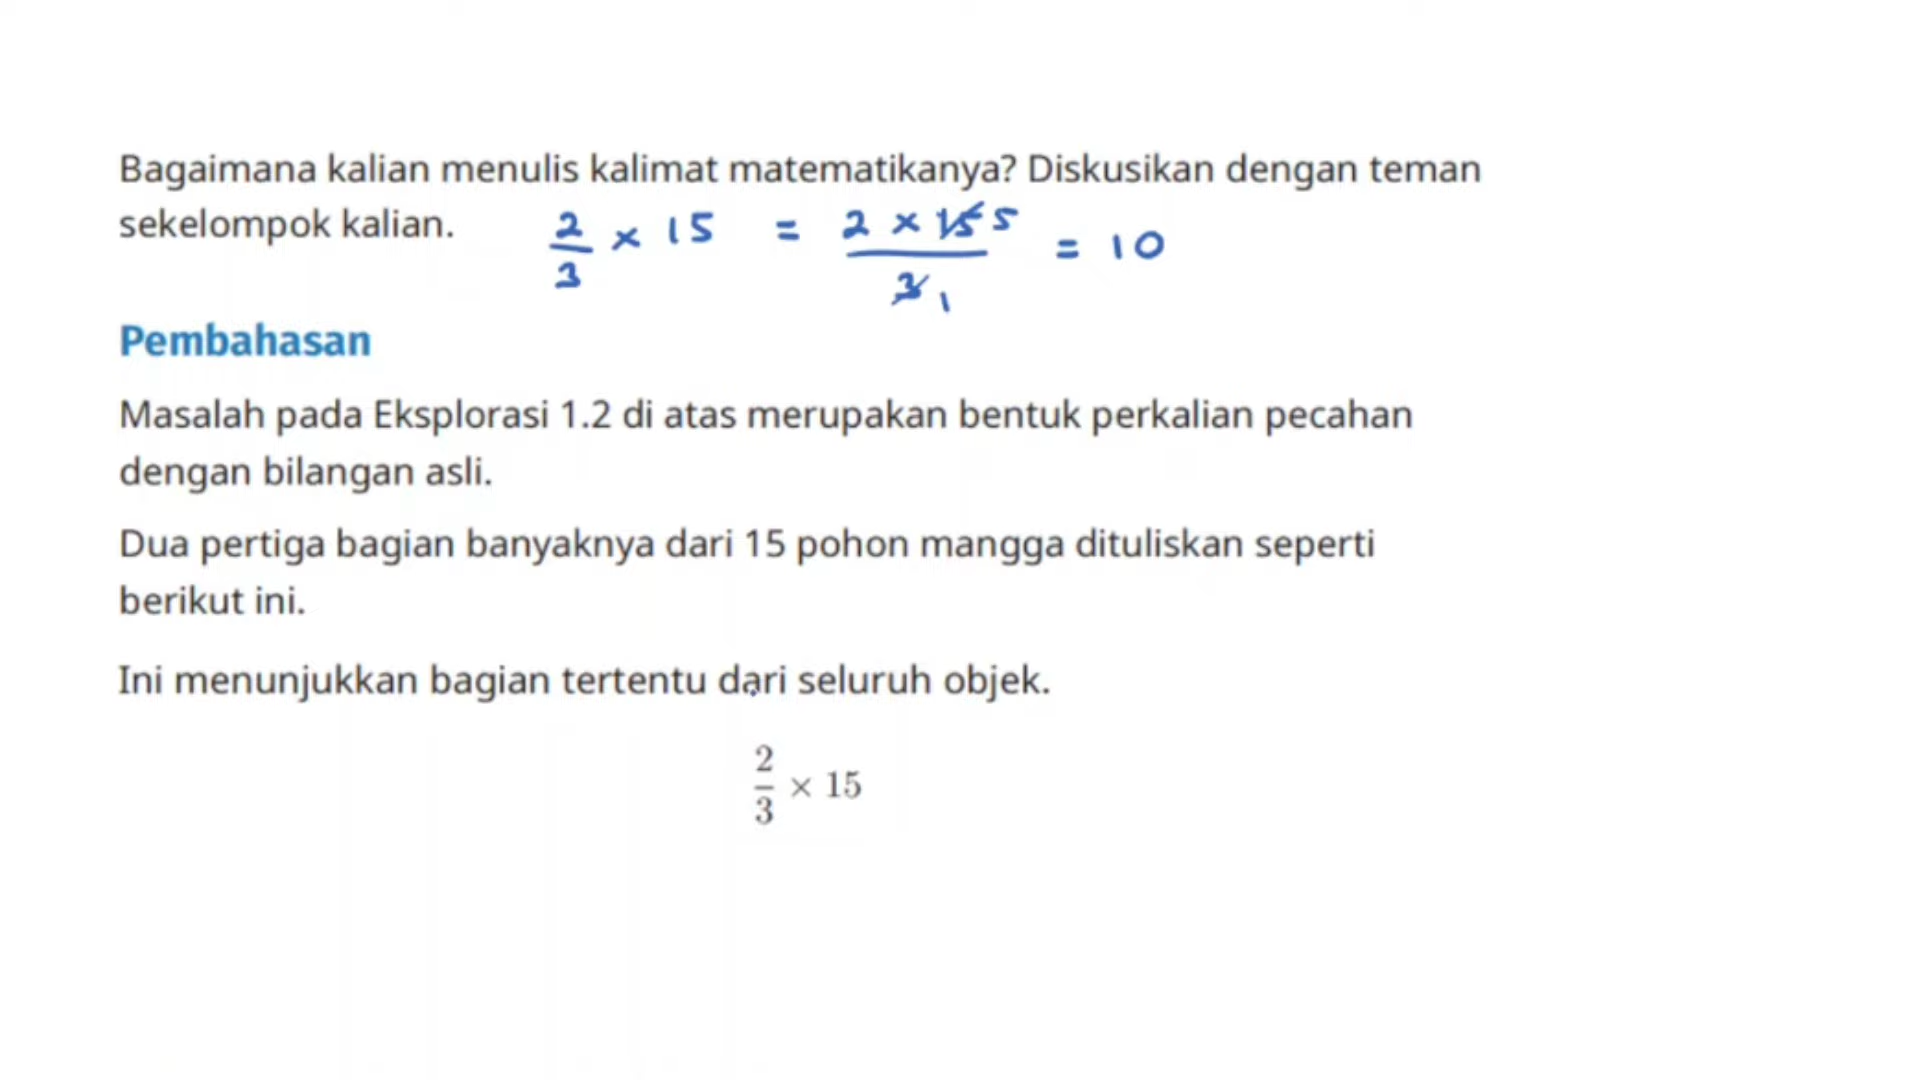 Bagaimana kalian menulis kalimat matematikanya? Diskusikan dengan teman
sekelompok kalian.
2/3 × 15 = (2 × 15 5)/(3 1) = 10
Pembahasan
Masalah pada Eksplorasi 1.2 di atas merupakan bentuk perkalian pecahan
dengan bilangan asli.
Dua pertiga bagian banyaknya dari 15 pohon mangga dituliskan seperti
berikut ini.
Ini menunjukkan bagian tertentu dari seluruh objek.
2/3 × 15